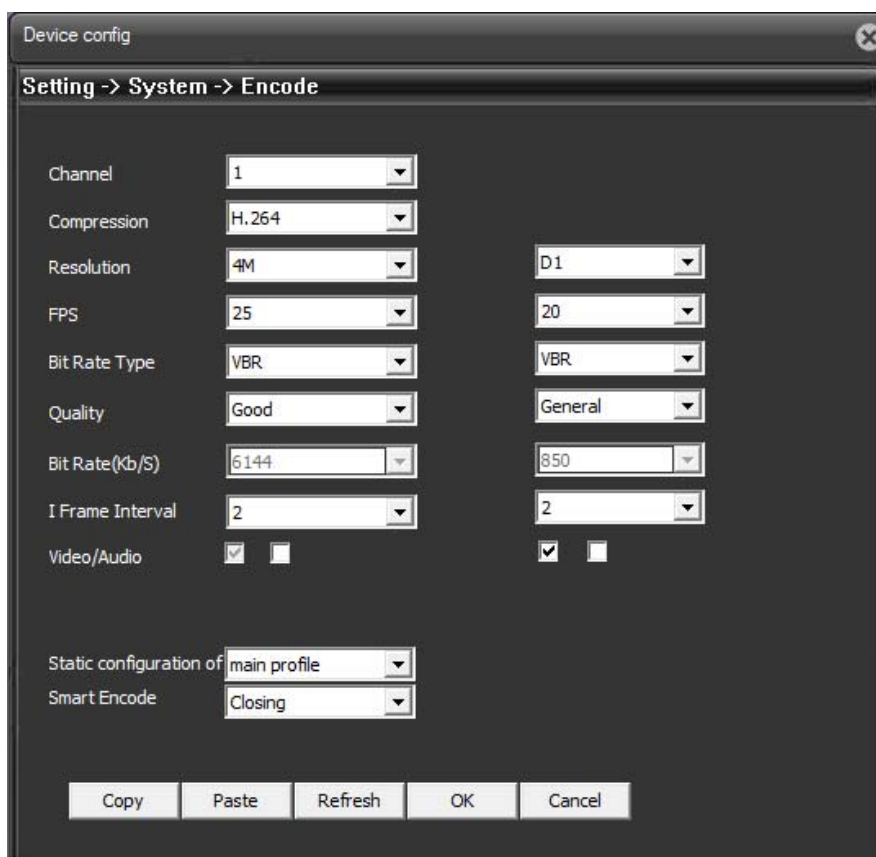 Device config
Setting -> System -> Encode
Channel 1
Compression H.264
Resolution 4M D1
FPS 25 20
Bit Rate Type VBR VBR
Quality Good General
Bit Rate(Kb/S) 6144 850
I Frame Interval 2 2
Video/Audio
Static configuration of main profile
Smart Encode Closing
Copy Paste Refresh OK Cancel